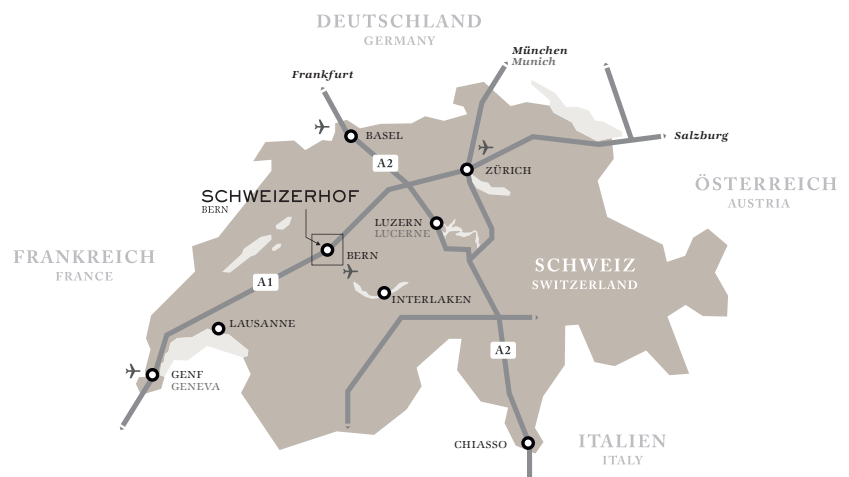 DEUTSCHLAND
GERMANY
München
Munich
Frankfurt
Salzburg
BASEL
A2
ZÜRICH
ÖSTERREICH
AUSTRIA
SCHWEIZERHOF
BERN
LUZERN
LUCERNE
FRANKREICH
FRANCE
BERN
SCHWEIZ
SWITZERLAND
A1
INTERLAKEN
LAUSANNE
A2
GENF
GENEVA
CHIASSO
ITALIEN
ITALY